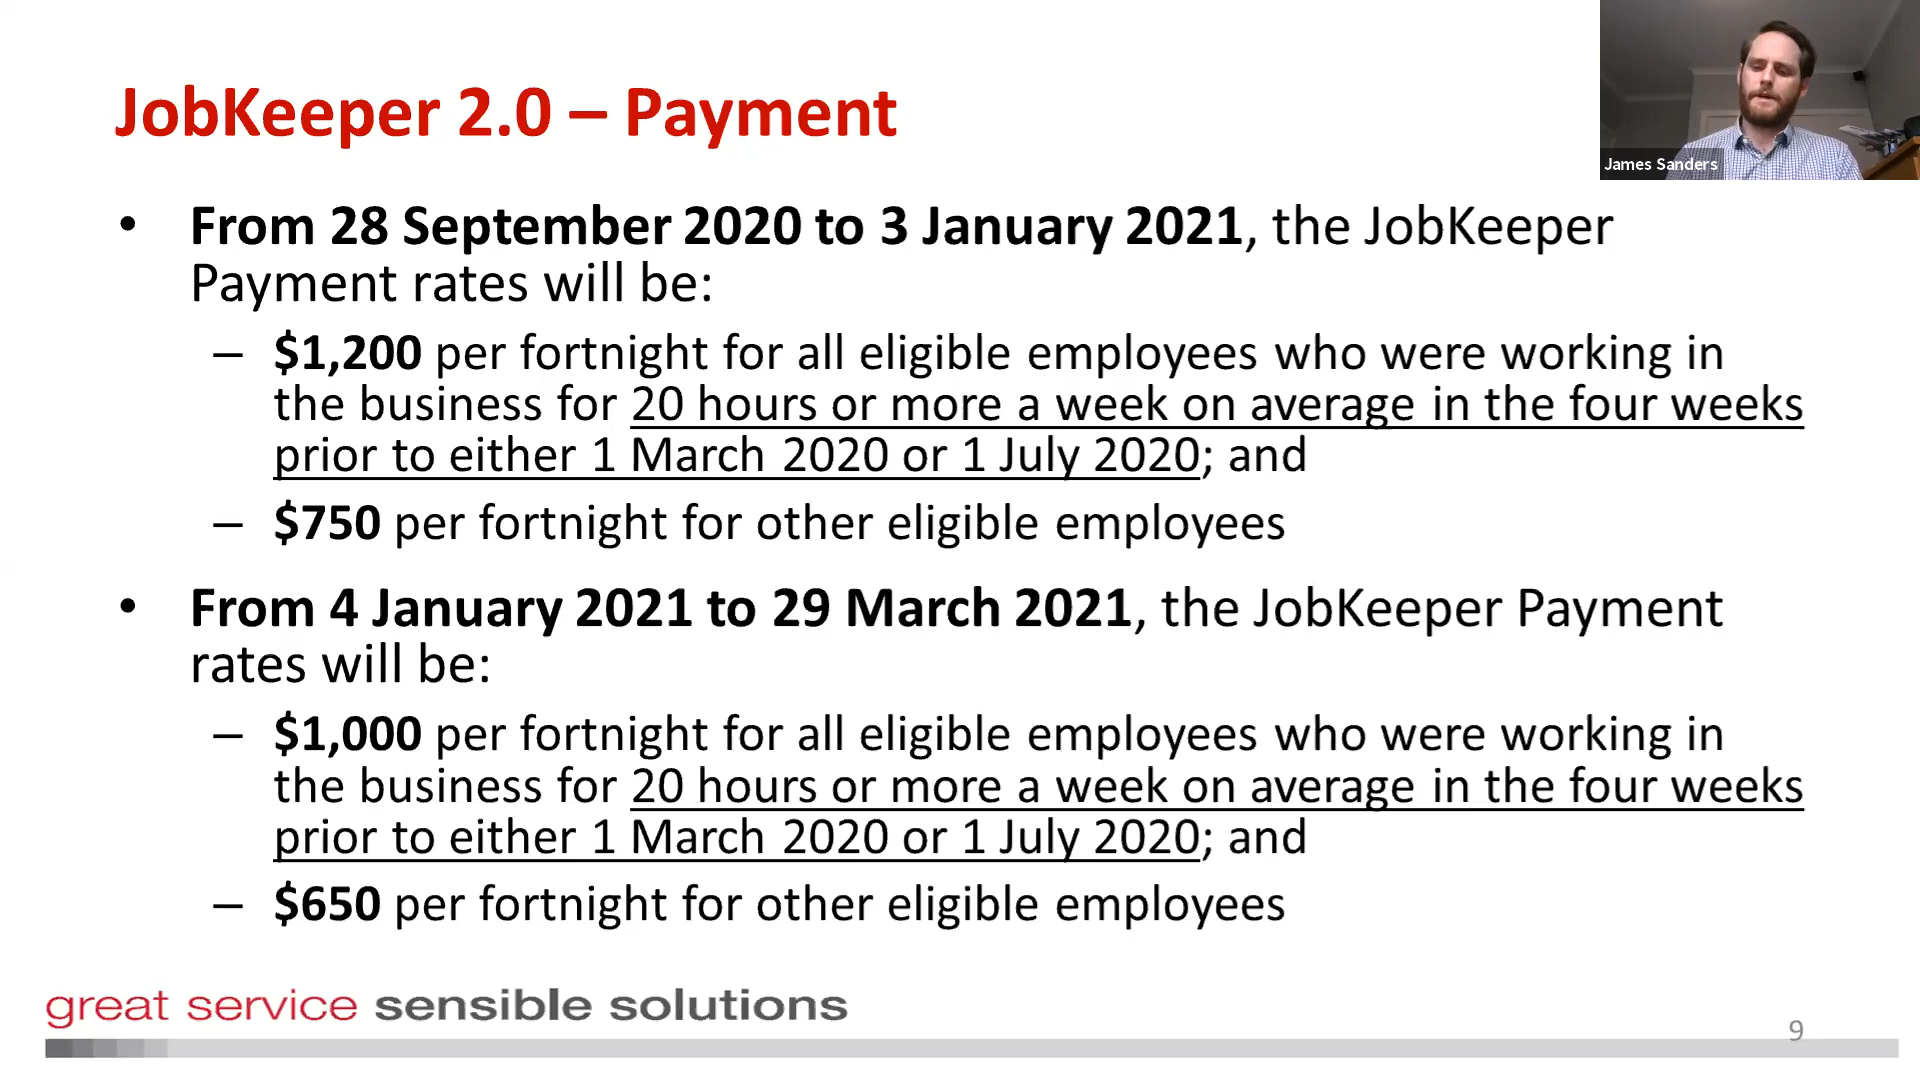 JobKeeper 2.0 – Payment
James Sanders
• From 28 September 2020 to 3 January 2021, the JobKeeper
Payment rates will be:
– $1,200 per fortnight for all eligible employees who were working in
the business for 20 hours or more a week on average in the four weeks
prior to either 1 March 2020 or 1 July 2020; and
– $750 per fortnight for other eligible employees
• From 4 January 2021 to 29 March 2021, the JobKeeper Payment
rates will be:
– $1,000 per fortnight for all eligible employees who were working in
the business for 20 hours or more a week on average in the four weeks
prior to either 1 March 2020 or 1 July 2020; and
– $650 per fortnight for other eligible employees
great service sensible solutions
9